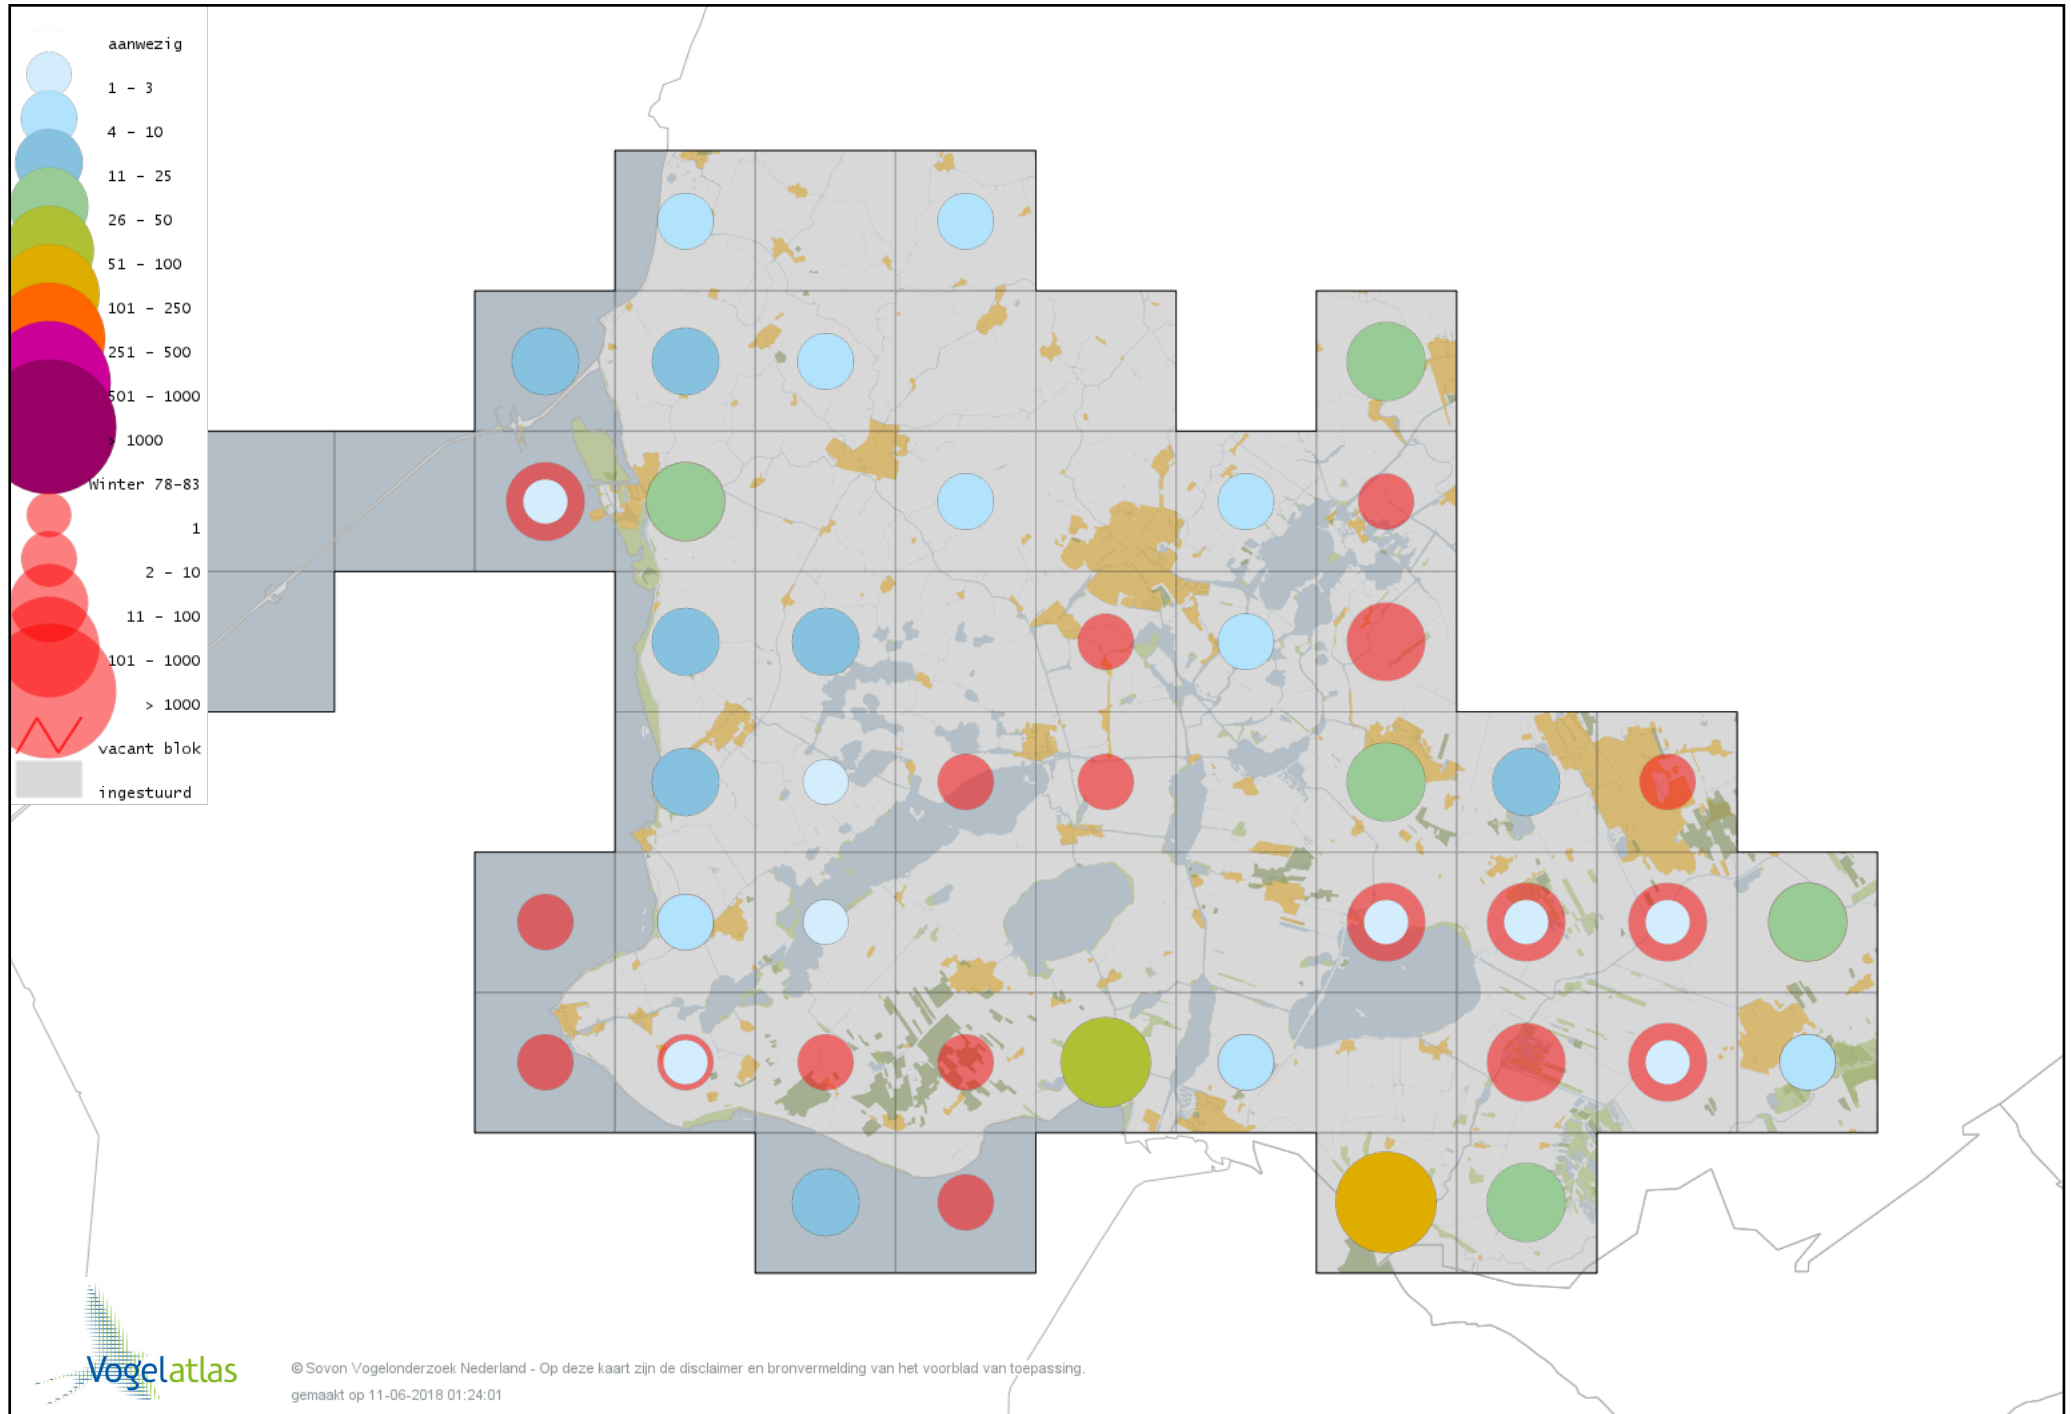 aanwezig
1 - 3
4 - 10
11 - 25
26 - 50
51 - 100
101 - 250
251 - 500
501 - 1000
> 1000
Winter 78-83
1
2 - 10
11 - 100
101 - 1000
> 1000
vacant blok
ingestuurd
Vogelatlas
© Sovon Vogelonderzoek Nederland - Op deze kaart zijn de disclaimer en bronvermelding van het voorblad van toepassing.
gemaakt op 11-06-2018 01:24:01